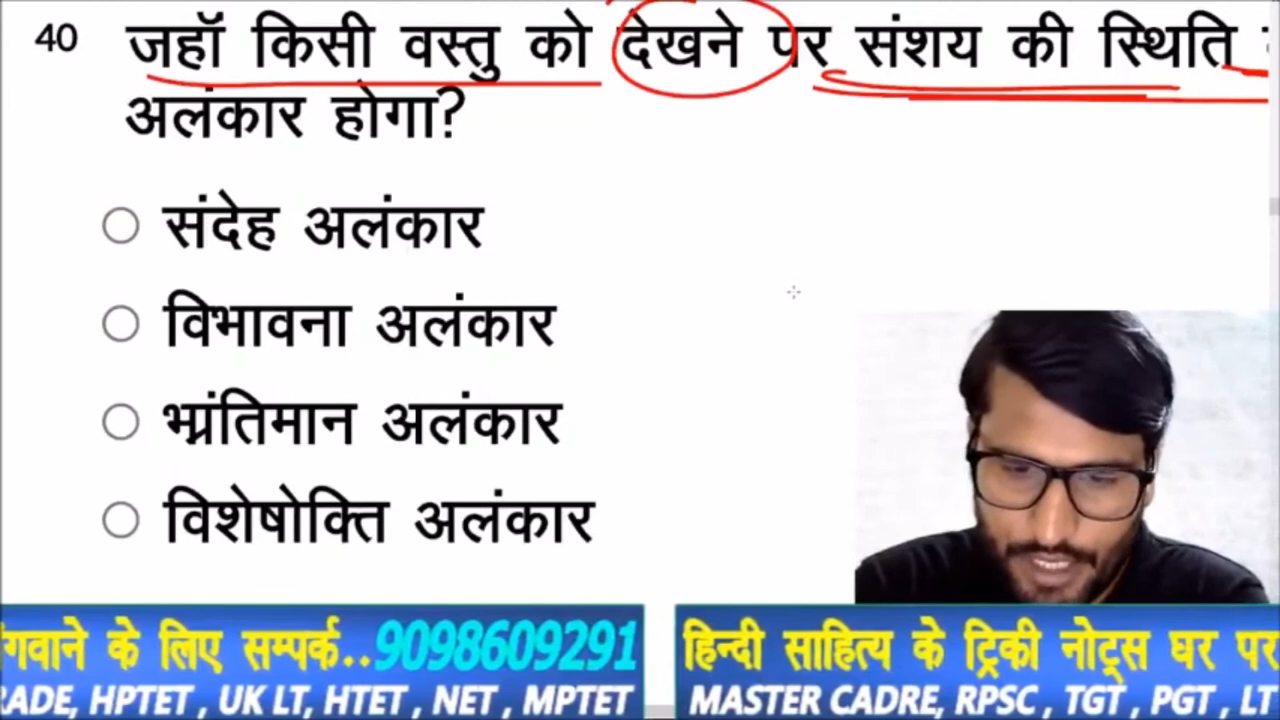 40 जहॉ किसी वस्तु को देखने पर संशय की स्थिति
अलंकार होगा?
संदेह अलंकार
विभावना अलंकार
भ्रंतिमान अलंकार
विशेषोक्ति अलंकार
गवाने के लिए सम्पर्क..9098609291
RADE, HPTET , UK LT, HTET , NET , MPTET
हिन्दी साहित्य के ट्रिकी नोट्स घर पर
MASTER CADRE, RPSC , TGT , PGT , LT